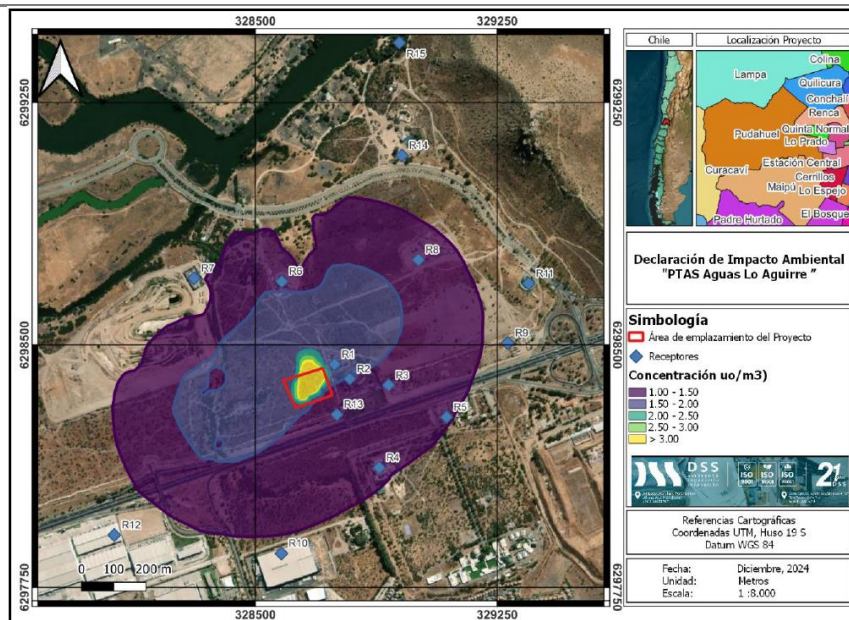 328500
329250
6299250
6299250
6298500
6298500
6297750
6297750
328500
329250
R15
R14
R8
R7
R6
R11
R9
R1
R2
R3
R13
R5
R4
R12
R10
0 100 200 m
Chile
Localización Proyecto
Colina
Lampa
Quilicura
Conchalí
Renca
Pudahuel
Quinta Normal
Lo Prado
Estación Central
Curacaví
Cerrillos
Maipú
Lo Espejo
Padre Hurtado
El Bosque
Declaración de Impacto Ambiental
"PTAS Aguas Lo Aguirre "
Simbología
Área de emplazamiento del Proyecto
Receptores
Concentración uo/m3)
1.00 - 1.50
1.50 - 2.00
2.00 - 2.50
2.50 - 3.00
> 3.00
DSS
ISO
ISO
ISO
21
DSS
Referencias Cartográficas
Coordenadas UTM, Huso 19 S
Datum WGS 84
Fecha: Diciembre, 2024
Unidad: Metros
Escala: 1 :8.000